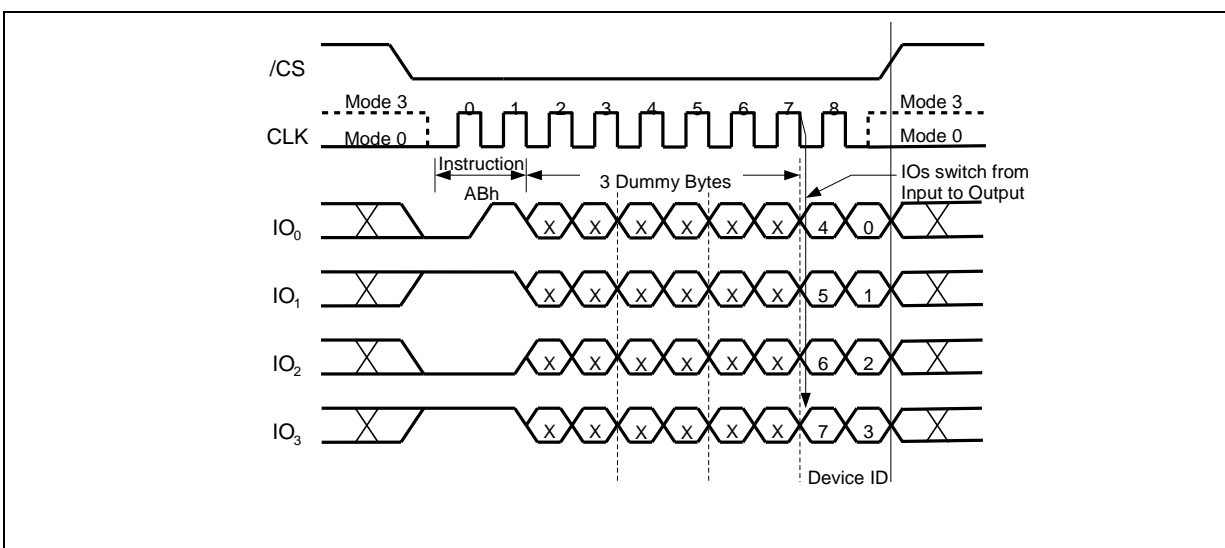 /CS
Mode 3 0 1 2 3 4 5 6 7 8 Mode 3
CLK Mode 0 Mode 0
Instruction
ABh
3 Dummy Bytes
IOs switch from
Input to Output
IO0 X X X X X X 4 0
IO1 X X X X X X 5 1
IO2 X X X X X X 6 2
IO3 X X X X X X 7 3
Device ID